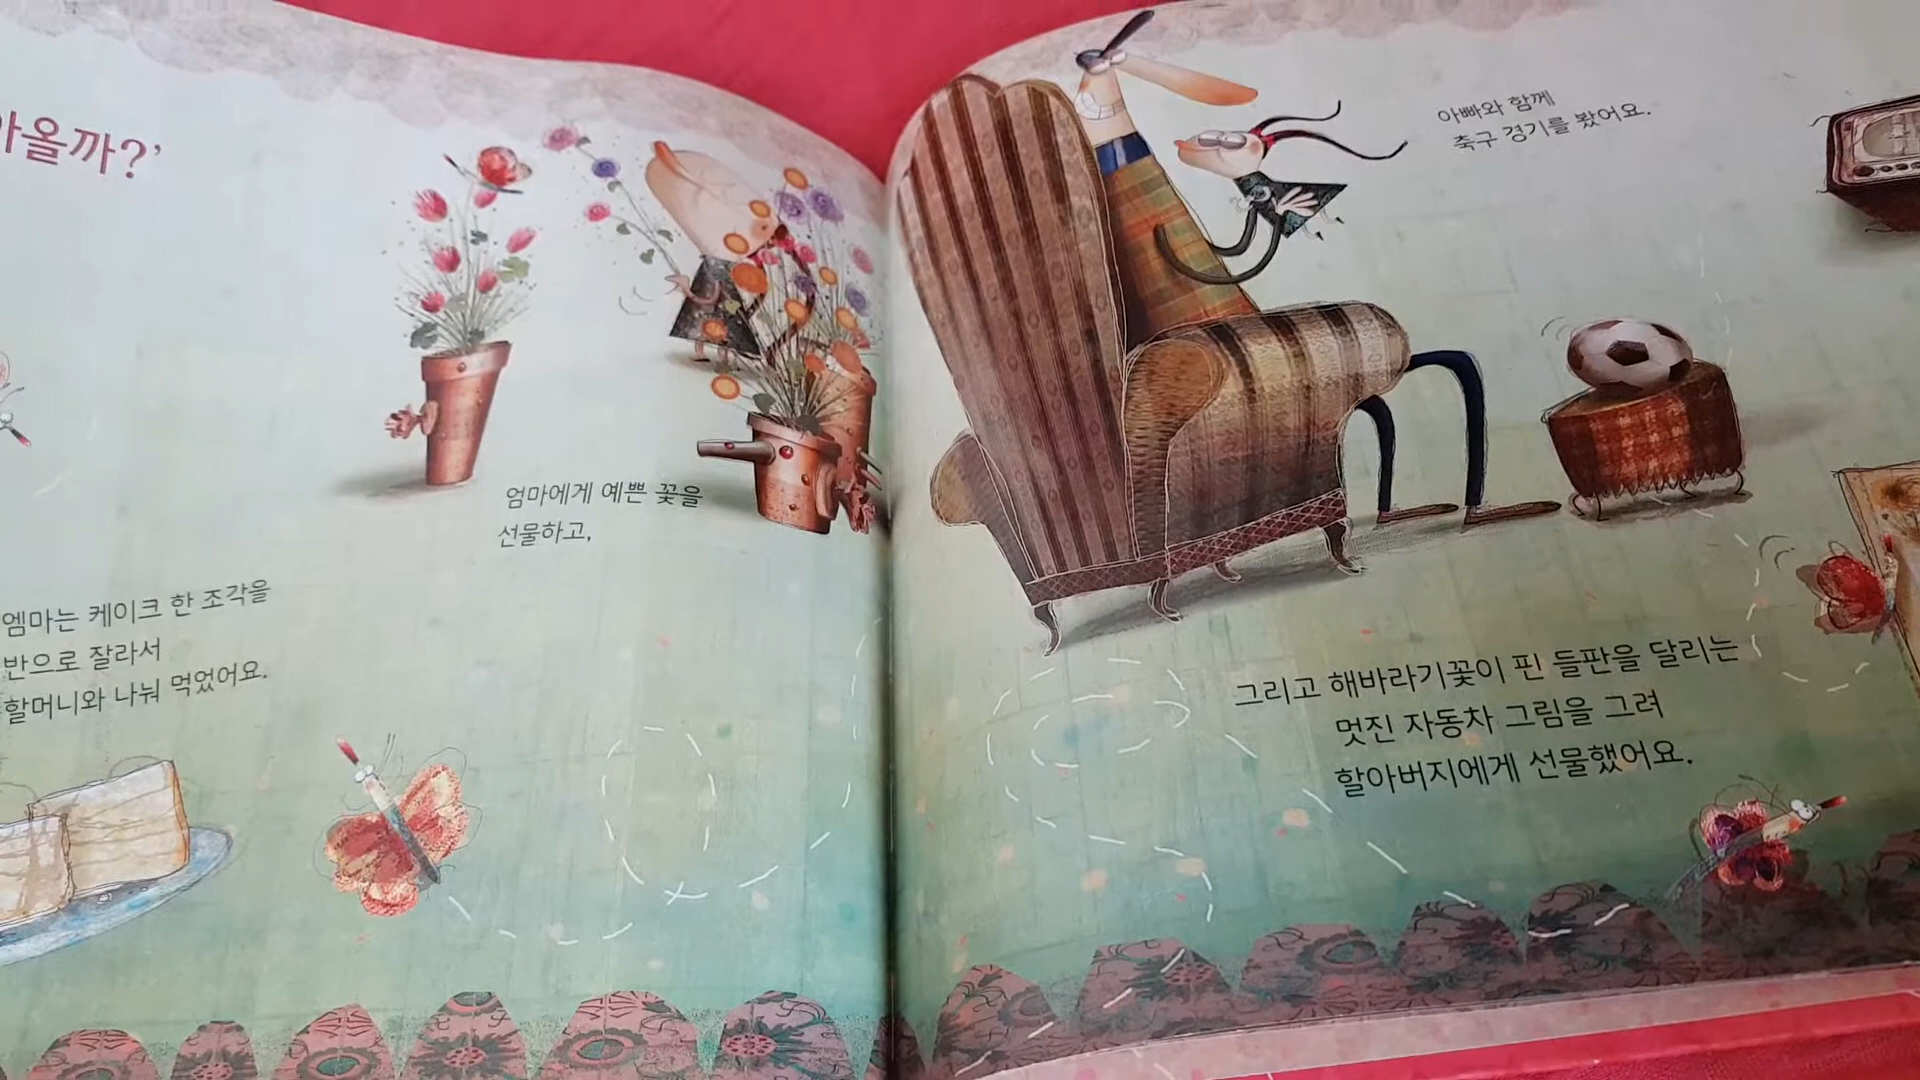 아올까?’
엠마는 케이크 한 조각을
반으로 잘라서
할머니와 나눠 먹었어요.
엄마에게 예쁜 꽃을
선물하고,
아빠와 함께
축구 경기를 봤어요.
그리고 해바라기꽃이 핀 들판을 달리는
멋진 자동차 그림을 그려
할아버지에게 선물했어요.